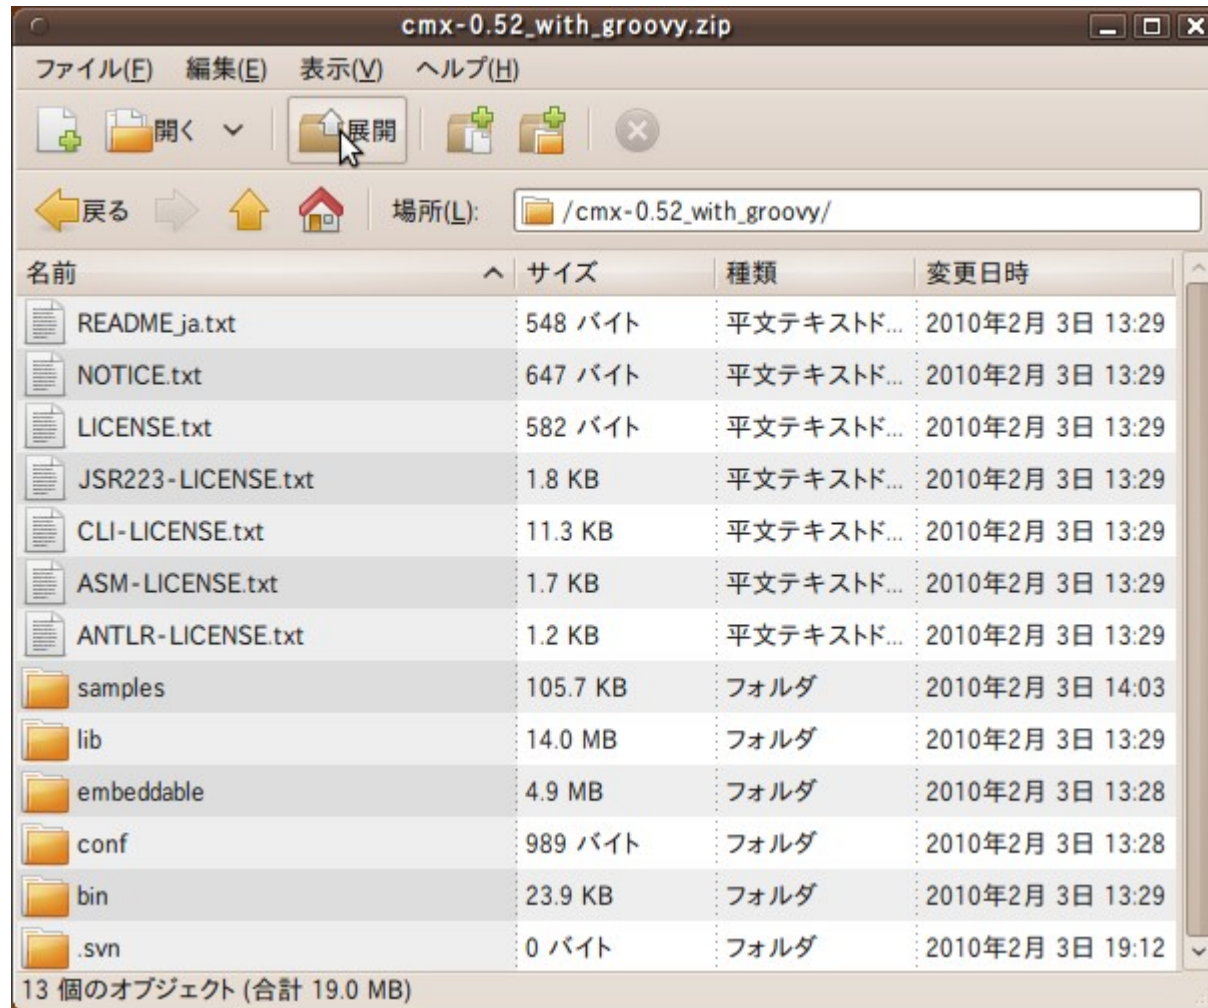 cmx-0.52_with_groovy.zip
ファイル(F) 編集(E) 表示(V) ヘルプ(H)
開く 展開
戻る 場所(L): /cmx-0.52_with_groovy/
名前 サイズ 種類 変更日時
README_ja.txt 548 バイト 平文テキストド... 2010年2月 3日 13:29
NOTICE.txt 647 バイト 平文テキストド... 2010年2月 3日 13:29
LICENSE.txt 582 バイト 平文テキストド... 2010年2月 3日 13:29
JSR223-LICENSE.txt 1.8 KB 平文テキストド... 2010年2月 3日 13:29
CLI-LICENSE.txt 11.3 KB 平文テキストド... 2010年2月 3日 13:29
ASM-LICENSE.txt 1.7 KB 平文テキストド... 2010年2月 3日 13:29
ANTLR-LICENSE.txt 1.2 KB 平文テキストド... 2010年2月 3日 13:29
samples 105.7 KB フォルダ 2010年2月 3日 14:03
lib 14.0 MB フォルダ 2010年2月 3日 13:29
embeddable 4.9 MB フォルダ 2010年2月 3日 13:28
conf 989 バイト フォルダ 2010年2月 3日 13:28
bin 23.9 KB フォルダ 2010年2月 3日 13:29
.svn 0 バイト フォルダ 2010年2月 3日 19:12
13 個のオブジェクト (合計 19.0 MB)